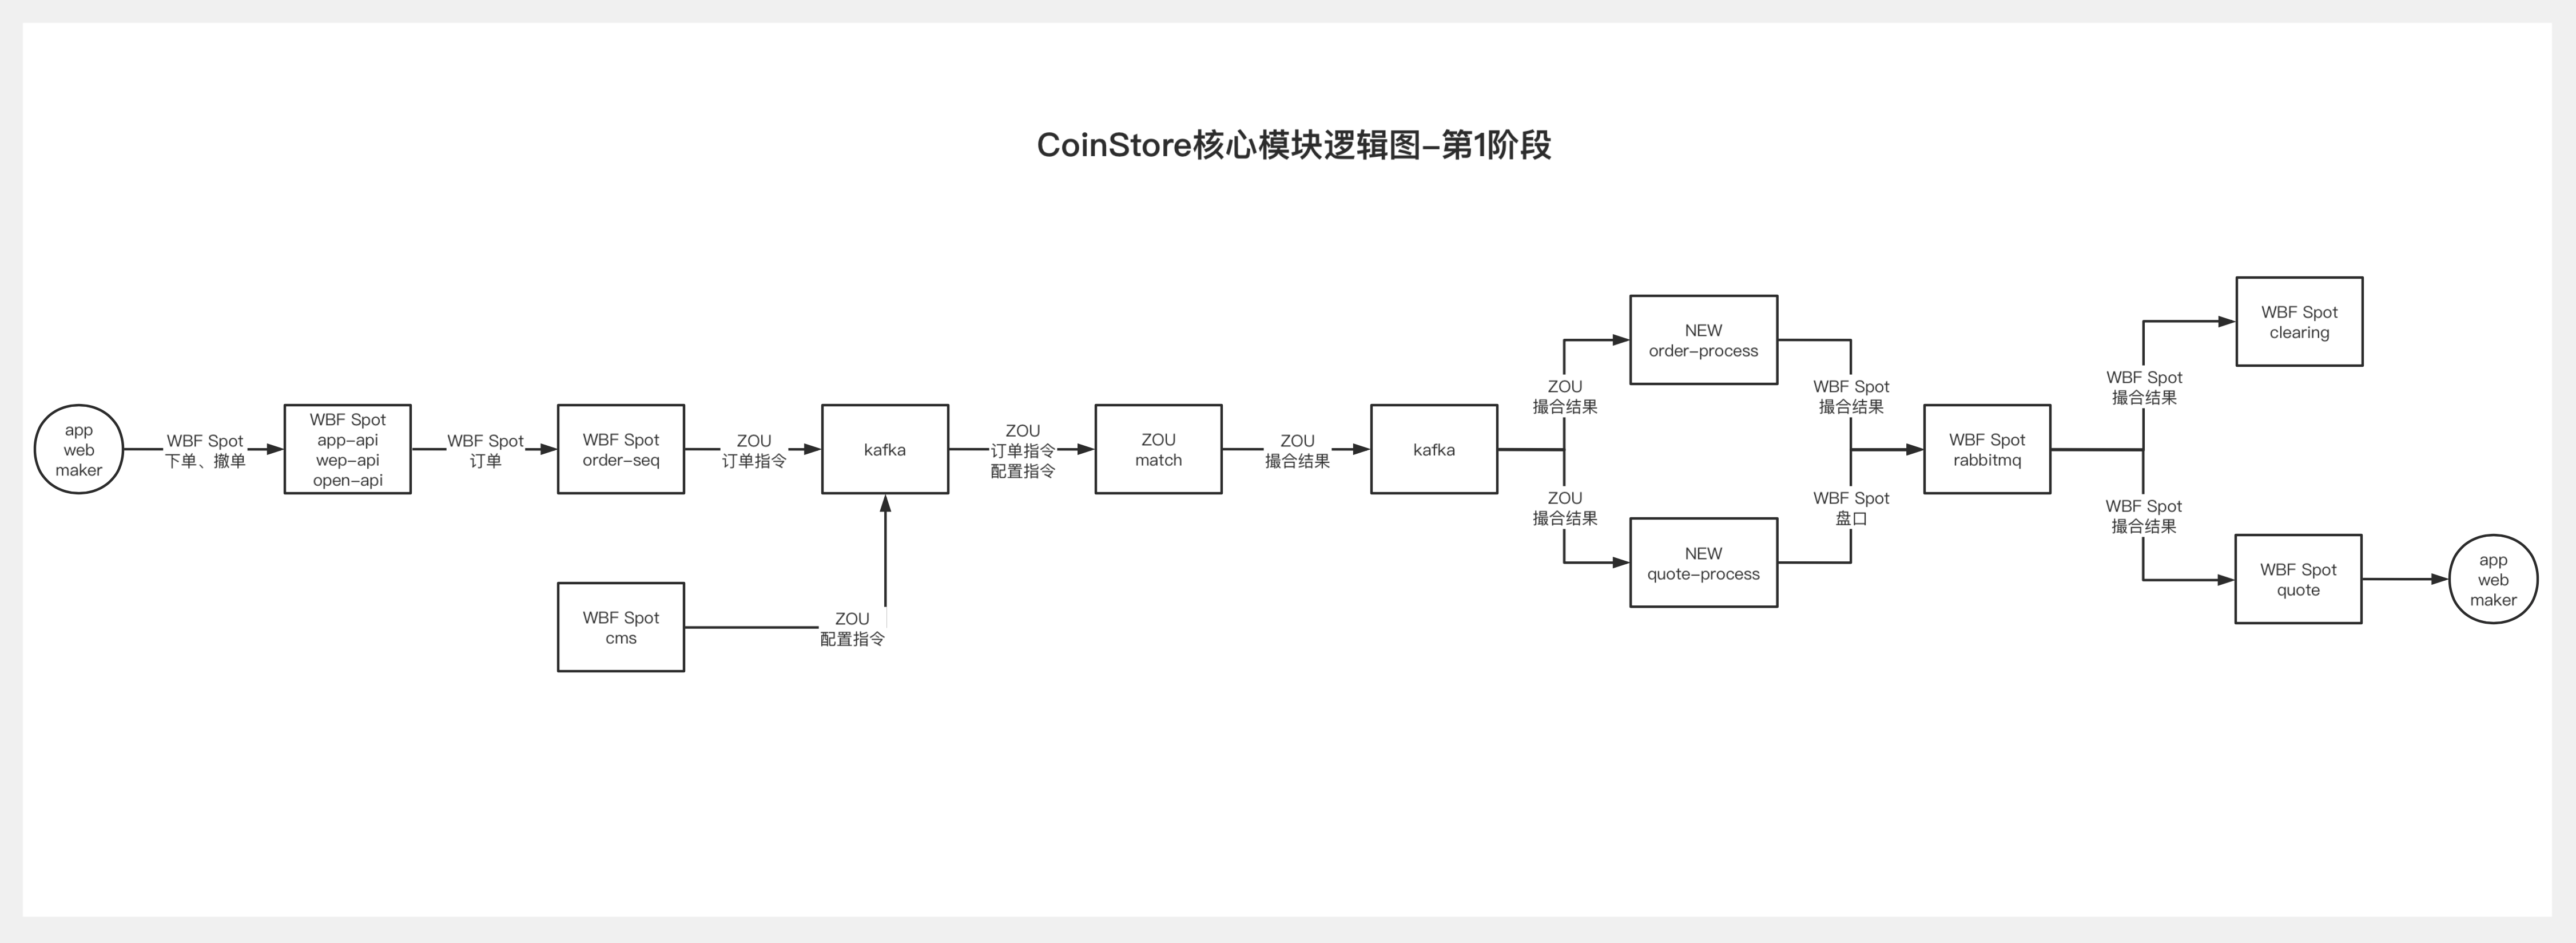 CoinStore核心模块逻辑图-第1阶段
app
web
maker
WBF Spot
下单、撤单
WBF Spot
app-api
wep-api
open-api
WBF Spot
订单
WBF Spot
order-seq
ZOU
订单指令
kafka
WBF Spot
cms
ZOU
配置指令
ZOU
订单指令
配置指令
ZOU
match
ZOU
撮合结果
kafka
ZOU
撮合结果
ZOU
撮合结果
NEW
order-process
NEW
quote-process
WBF Spot
撮合结果
WBF Spot
盘口
WBF Spot
rabbitmq
WBF Spot
撮合结果
WBF Spot
撮合结果
WBF Spot
clearing
WBF Spot
quote
app
web
maker